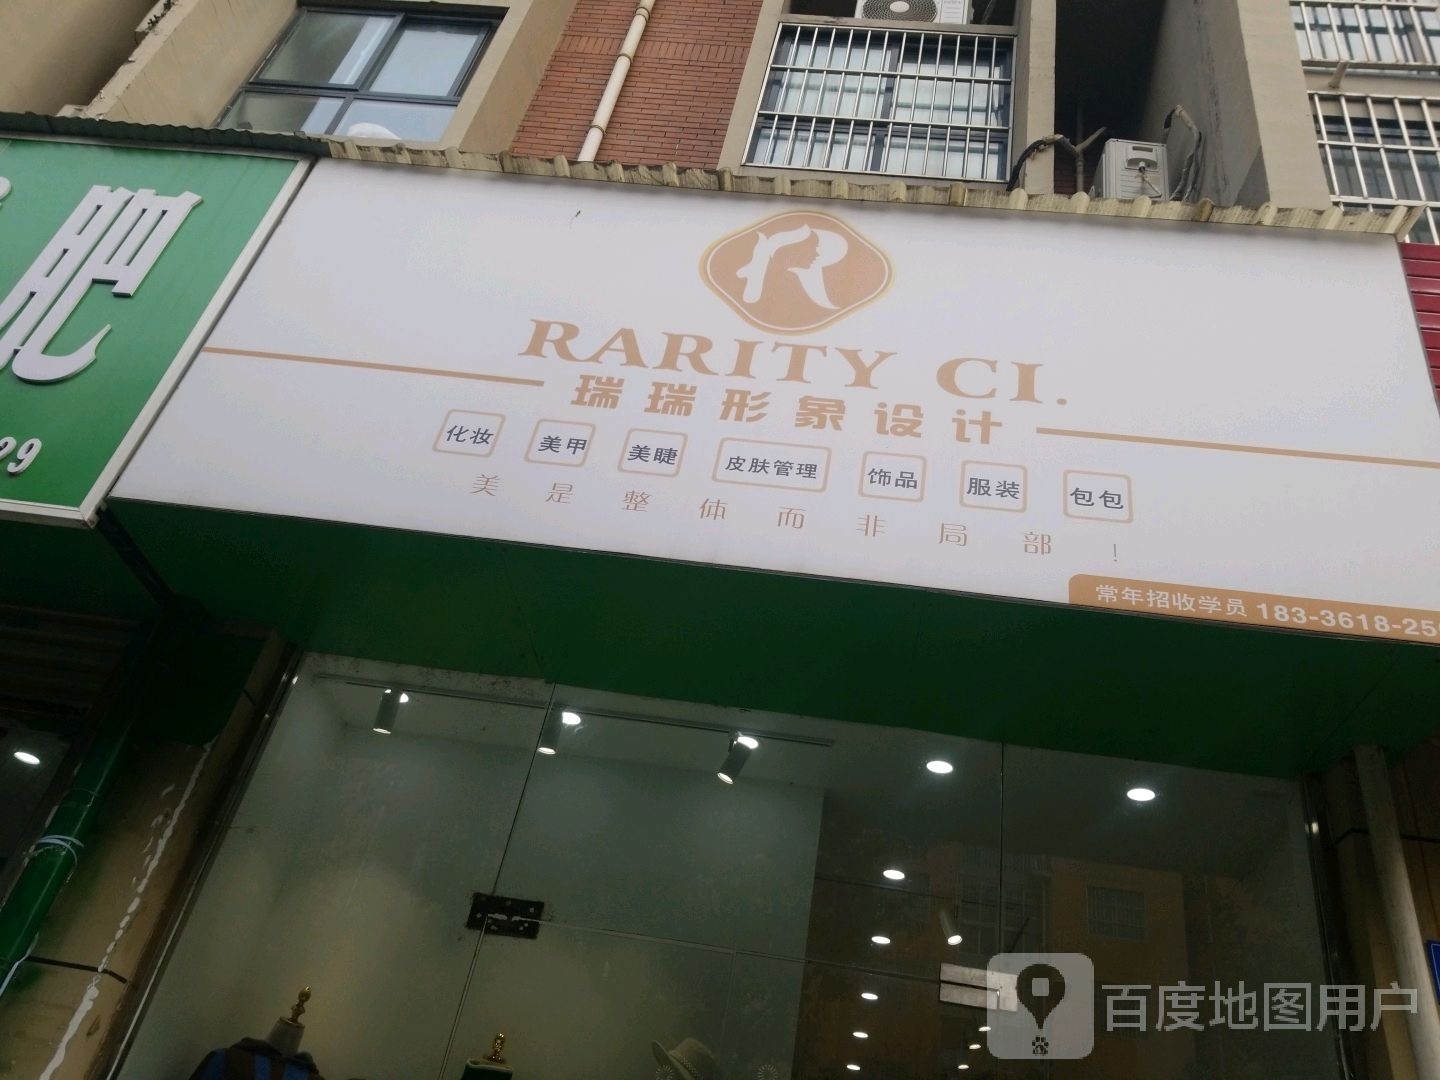 肥
29
R
RARITY CI.
瑞瑞形象设计
化妆 美甲 美睫 皮肤管理 饰品 服装 包包
美是整体而非局部!
常年招收学员 183-3618-25
百度地图用户